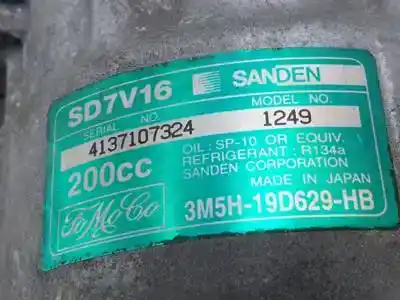 SD7V16 SANDEN
SERIAL NO. MODEL NO.
4137107324 1249
200CC
OIL : SP-10 OR EQUIV.
REFRIGERANT : R134a
SANDEN CORPORATION
MADE IN JAPAN
FoMoCo 3M5H-19D629-HB